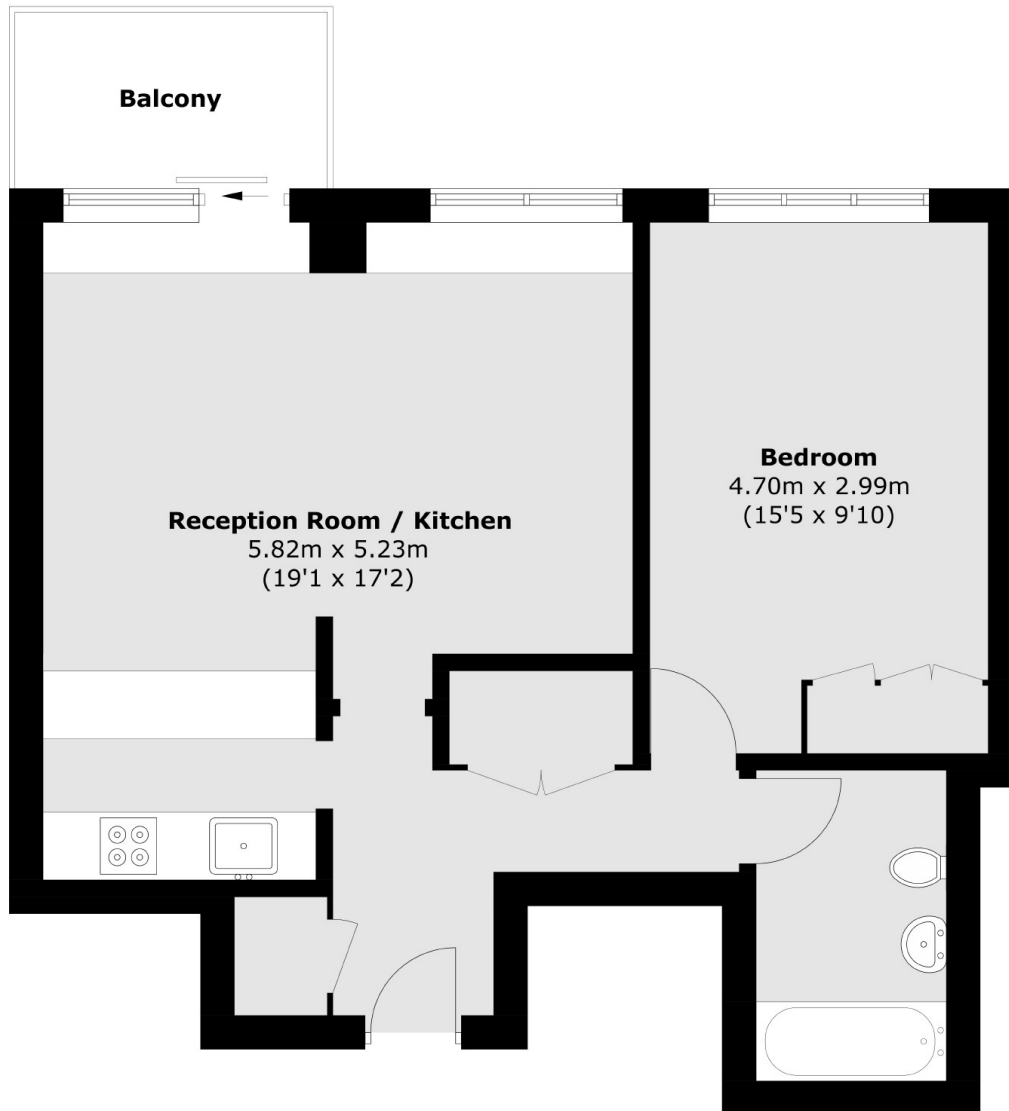 Balcony
Bedroom
4.70m x 2.99m
(15'5 x 9'10)
Reception Room / Kitchen
5.82m x 5.23m
(19'1 x 17'2)